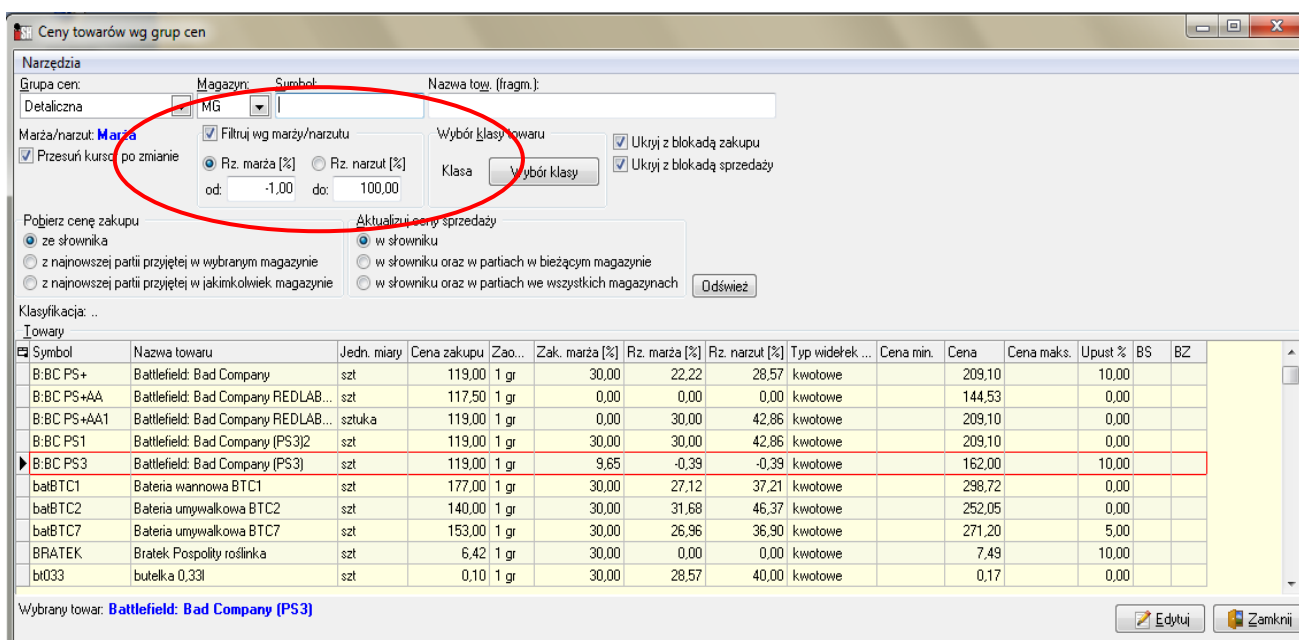 Ceny towarów wg grup cen
Narzędzia
Grupa cen: Magazyn: Symbol: Nazwa tow. (fragm.):
Detaliczna MG
Marża/narzut: Marża Filtruj wg marży/narzutu Wybór klasy towaru Ukryj z blokadą zakupu
Przesuń kursor po zmianie Rz. marża [%] Rz. narzut [%] Klasa Wybór klasy Ukryj z blokadą sprzedaży
od: -1,00 do: 100,00
Pobierz cenę zakupu Aktualizuj ceny sprzedaży
ze słownika w słowniku
z najnowszej partii przyjętej w wybranym magazynie w słowniku oraz w partiach w bieżącym magazynie
z najnowszej partii przyjętej w jakimkolwiek magazynie w słowniku oraz w partiach we wszystkich magazynach Odśwież
Klasyfikacja: ..
Towary
Symbol Nazwa towaru Jedn. miary Cena zakupu Zao... Zak. marża [%] Rz. marża [%] Rz. narzut [%] Typ widełek ... Cena min. Cena Cena maks. Upust % BS BZ
B:BC PS+ Battlefield: Bad Company szt 119,00 1 gr 30,00 22,22 28,57 kwotowe 209,10 10,00
B:BC PS+AA Battlefield: Bad Company REDLAB... szt 117,50 1 gr 0,00 0,00 0,00 kwotowe 144,53 0,00
B:BC PS+AA1 Battlefield: Bad Company REDLAB... sztuka 119,00 1 gr 0,00 30,00 42,86 kwotowe 209,10 0,00
B:BC PS1 Battlefield: Bad Company (PS3)2 szt 119,00 1 gr 30,00 30,00 42,86 kwotowe 209,10 0,00
B:BC PS3 Battlefield: Bad Company (PS3) szt 119,00 1 gr 9,65 -0,39 -0,39 kwotowe 162,00 10,00
batBTC1 Bateria wannowa BTC1 szt 177,00 1 gr 30,00 27,12 37,21 kwotowe 298,72 0,00
batBTC2 Bateria umywalkowa BTC2 szt 140,00 1 gr 30,00 31,68 46,37 kwotowe 252,05 0,00
batBTC7 Bateria umywalkowa BTC7 szt 153,00 1 gr 30,00 26,96 36,90 kwotowe 271,20 5,00
BRATEK Bratek Pospolity roślinka szt 6,42 1 gr 30,00 0,00 0,00 kwotowe 7,49 10,00
bt033 butelka 0,33l szt 0,10 1 gr 30,00 28,57 40,00 kwotowe 0,17 0,00
Wybrany towar: Battlefield: Bad Company (PS3) Edytuj Zamknij